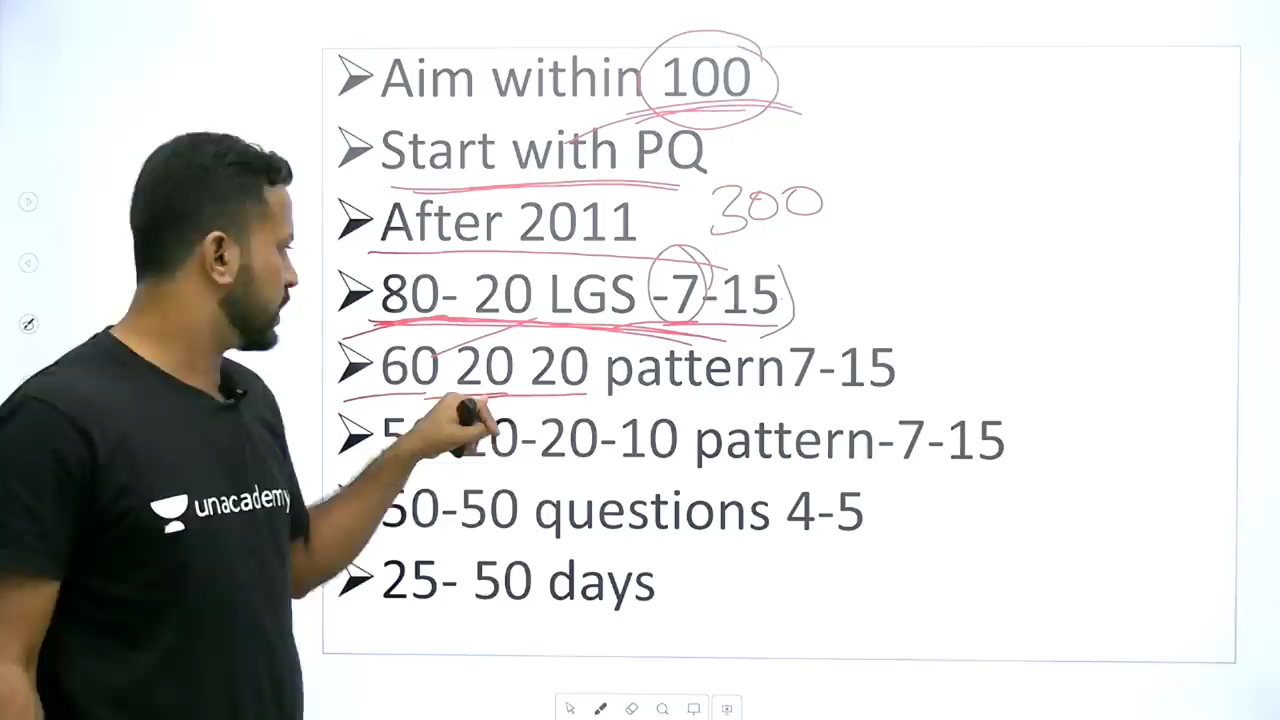 Aim within 100
Start with PQ
After 2011
300
80- 20 LGS -7-15
60 20 20 pattern7-15
0-20-10 pattern-7-15
50-50 questions 4-5
25- 50 days
unacademy